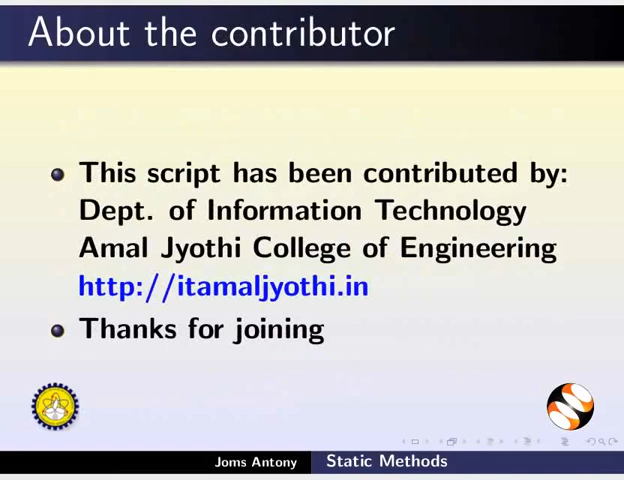 About the contributor
This script has been contributed by:
Dept. of Information Technology
Amal Jyothi College of Engineering
http://itamaljyothi.in
Thanks for joining
Joms Antony
Static Methods